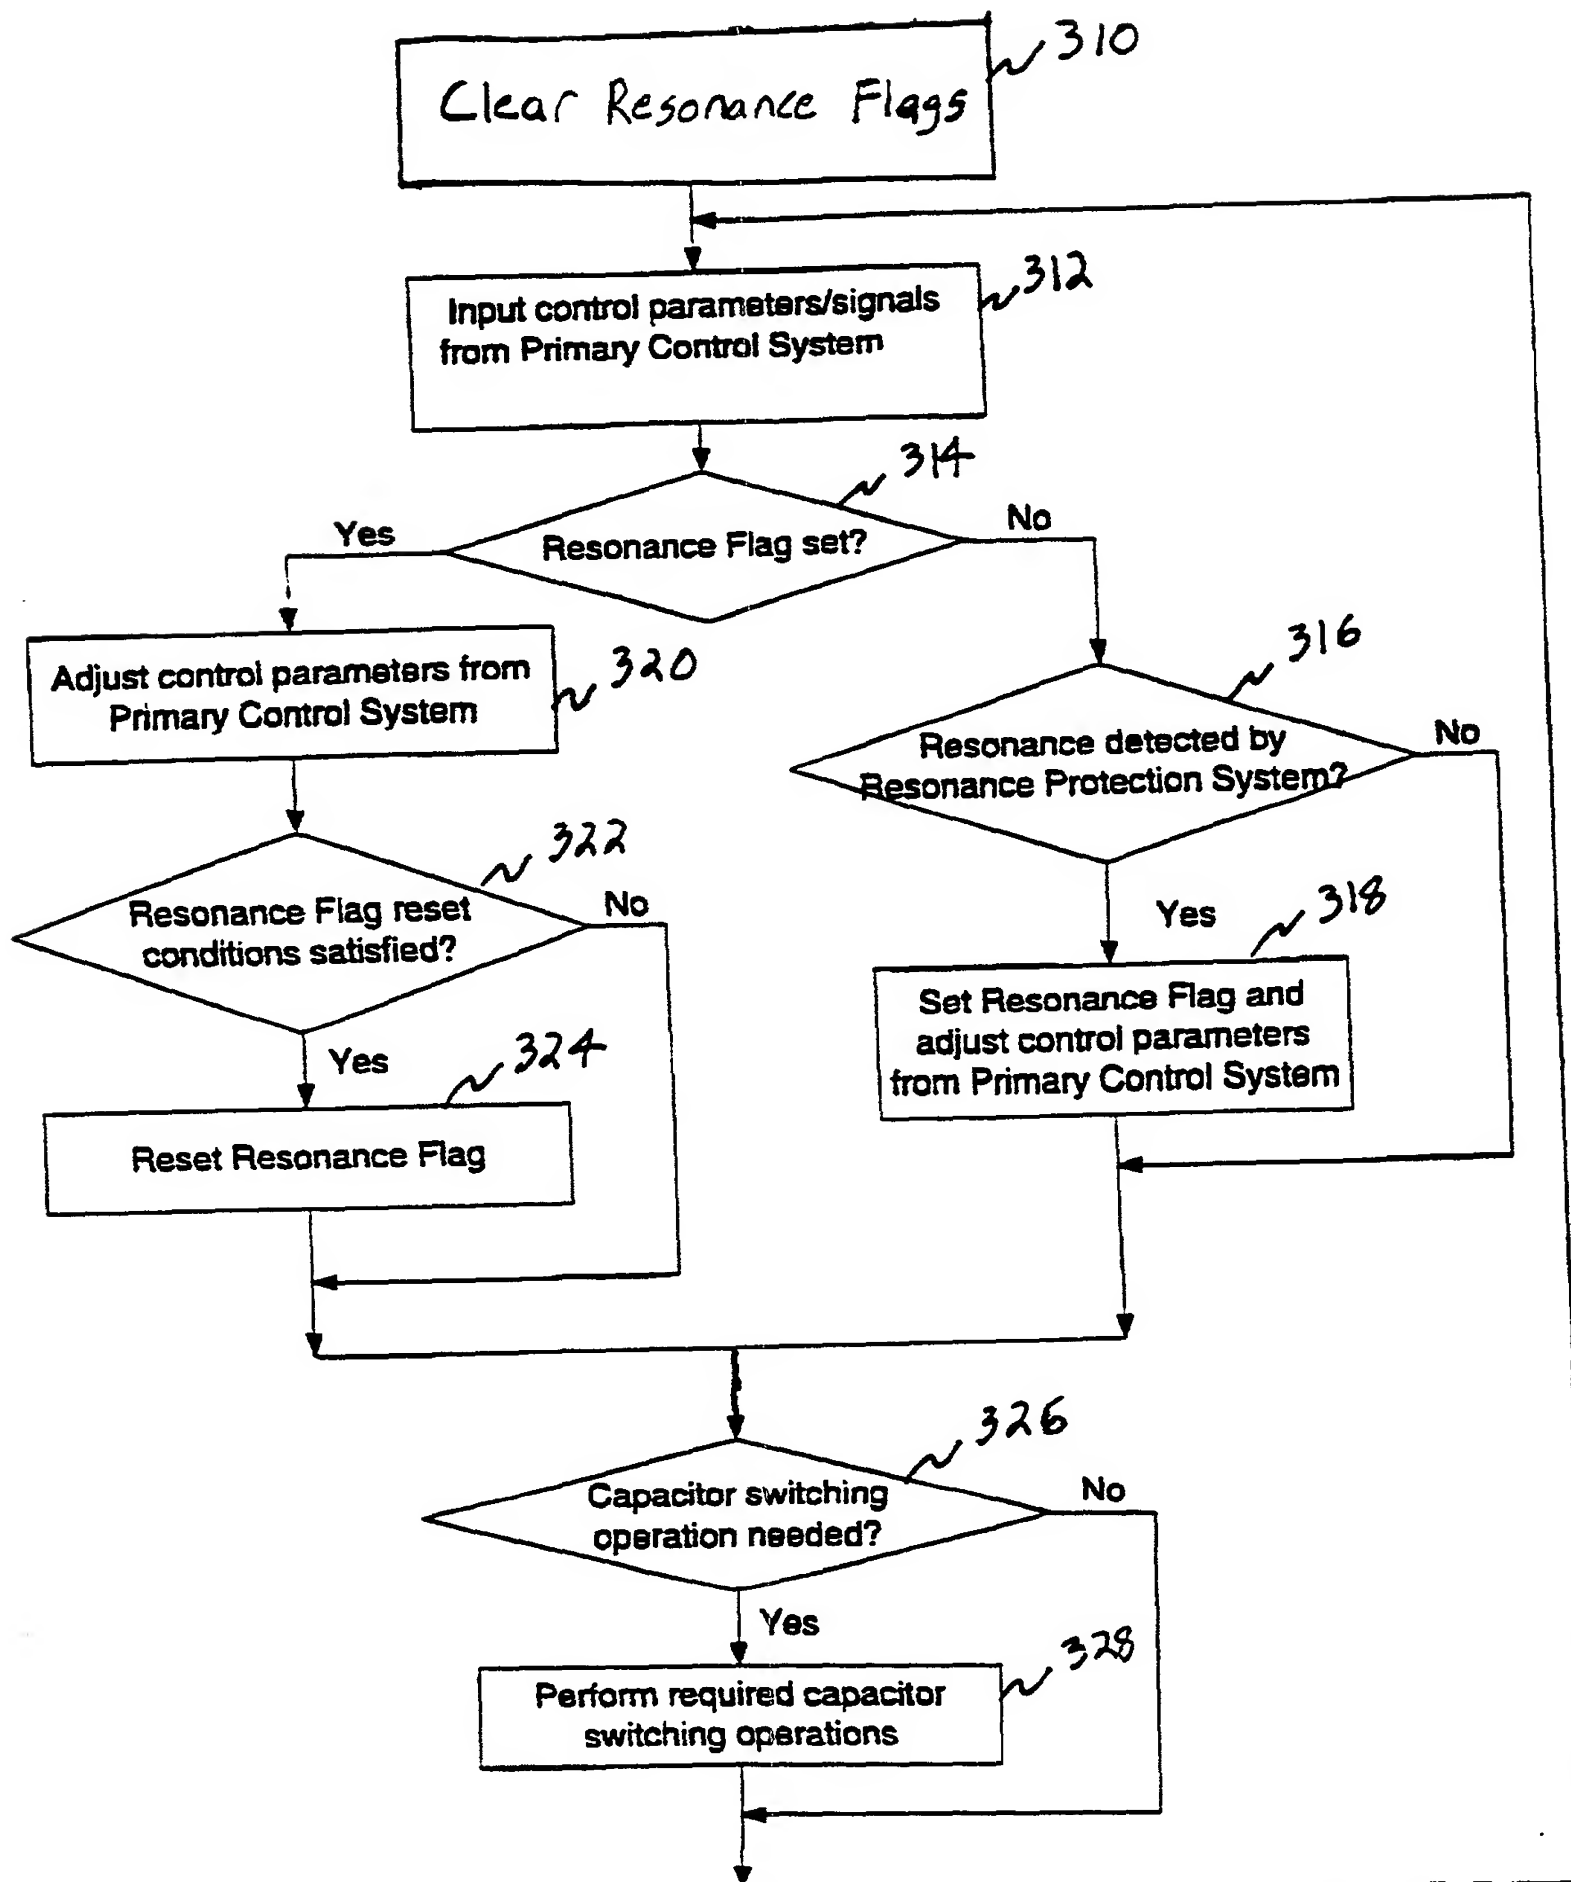 310
Clear Resonance Flags
312
Input control parameters/signals
from Primary Control System
314
Yes
No
Resonance Flag set?
316
320
Adjust control parameters from
Primary Control System
Resonance detected by
Resonance Protection System?
No
322
Resonance Flag reset
conditions satisfied?
No
Yes
318
Set Resonance Flag and
adjust control parameters
from Primary Control System
Yes
324
Reset Resonance Flag
326
Capacitor switching
operation needed?
No
Yes
328
Perform required capacitor
switching operations